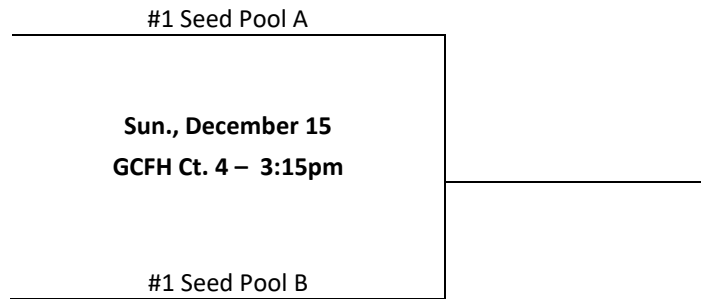 #1 Seed Pool A
Sun., December 15
GCFH Ct. 4 – 3:15pm
#1 Seed Pool B